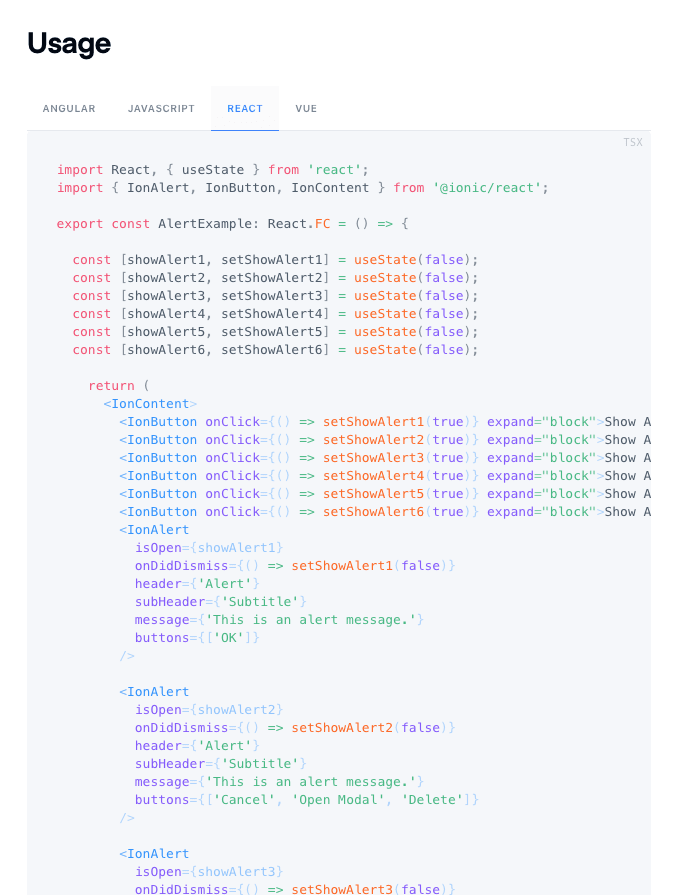 Usage
ANGULAR JAVASCRIPT REACT VUE
TSX
import React, { useState } from 'react';
import { IonAlert, IonButton, IonContent } from '@ionic/react';
export const AlertExample: React.FC = () => {
const [showAlert1, setShowAlert1] = useState(false);
const [showAlert2, setShowAlert2] = useState(false);
const [showAlert3, setShowAlert3] = useState(false);
const [showAlert4, setShowAlert4] = useState(false);
const [showAlert5, setShowAlert5] = useState(false);
const [showAlert6, setShowAlert6] = useState(false);
return (
<IonContent>
<IonButton onClick={() => setShowAlert1(true)} expand="block">Show A
<IonButton onClick={() => setShowAlert2(true)} expand="block">Show A
<IonButton onClick={() => setShowAlert3(true)} expand="block">Show A
<IonButton onClick={() => setShowAlert4(true)} expand="block">Show A
<IonButton onClick={() => setShowAlert5(true)} expand="block">Show A
<IonButton onClick={() => setShowAlert6(true)} expand="block">Show A
<IonAlert
isOpen={showAlert1}
onDidDismiss={() => setShowAlert1(false)}
header={'Alert'}
subHeader={'Subtitle'}
message={'This is an alert message.'}
buttons={['OK']}
/>
<IonAlert
isOpen={showAlert2}
onDidDismiss={() => setShowAlert2(false)}
header={'Alert'}
subHeader={'Subtitle'}
message={'This is an alert message.'}
buttons={['Cancel', 'Open Modal', 'Delete']}
/>
<IonAlert
isOpen={showAlert3}
onDidDismiss={() => setShowAlert3(false)}